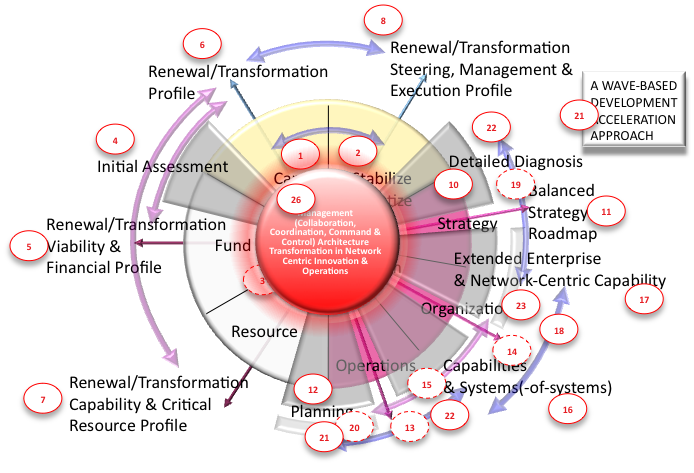 8
6
Renewal/Transformation
Profile
Renewal/Transformation
Steering, Management &
Execution Profile
A WAVE-BASED
DEVELOPMENT
ACCELERATION
APPROACH
21
22
4
1
2
Initial Assessment
Detailed Diagnosis
Stabilize
10
19
26
Balanced
Strategy
Roadmap
11
Management
(Collaboration,
Coordination, Command &
Control) Architecture
Transformation in Network
Centric Innovation &
Operations
Strategy
5
Renewal/Transformation
Viability &
Financial Profile
Fund
Extended Enterprise
& Network-Centric Capability
3
17
23
Organization
18
Resource
14
Operations
Capabilities
& Systems(-of-systems)
15
16
7
Renewal/Transformation
Capability & Critical
Resource Profile
12
Planning
22
21
20
13